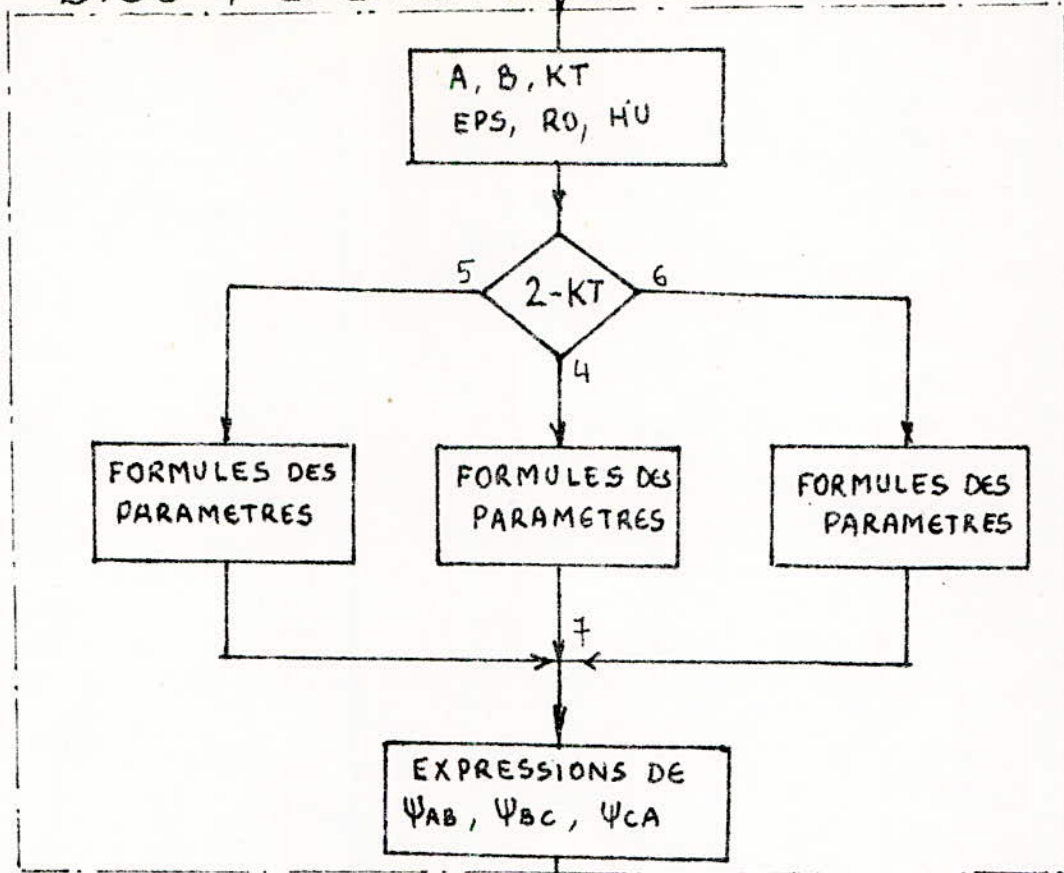 A, B, KT
EPS, RO, HU
2-KT
5
6
4
FORMULES DES
PARAMETRES
FORMULES DES
PARAMETRES
FORMULES DES
PARAMETRES
7
EXPRESSIONS DE
ΨAB, ΨBC, ΨCA